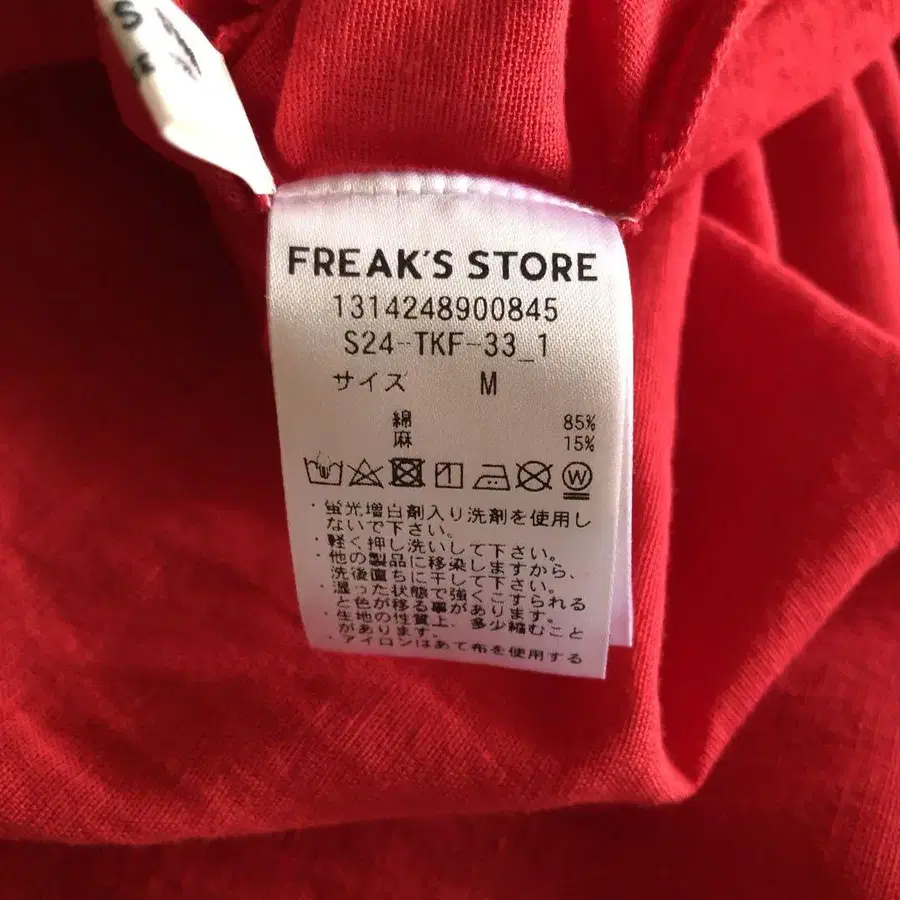 FREAK'S STORE
1314248900845
S24-TKF-33_1
サイズ M
綿 85%
麻 15%
W
・蛍光増白剤入り洗剤を使用し
ないで下さい。
・軽く押し洗いして下さい。
・他の製品に移染しますから、
洗後直ちに干して下さい。
・湿った状態で強くこすられる
と色が移る事があります。
・生地の性質上、多少縮むこと
があります。
・アイロンはあて布を使用する